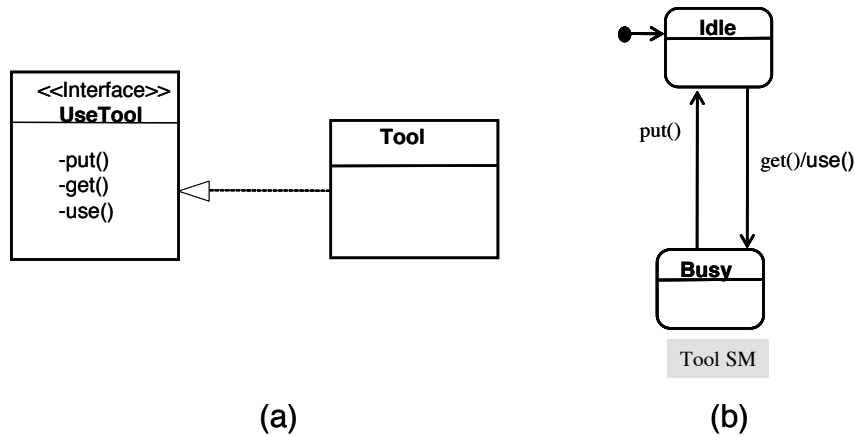 <<Interface>>
UseTool
-put()
-get()
-use()
Tool
(a)
Idle
put()
get()/use()
Busy
Tool SM
(b)